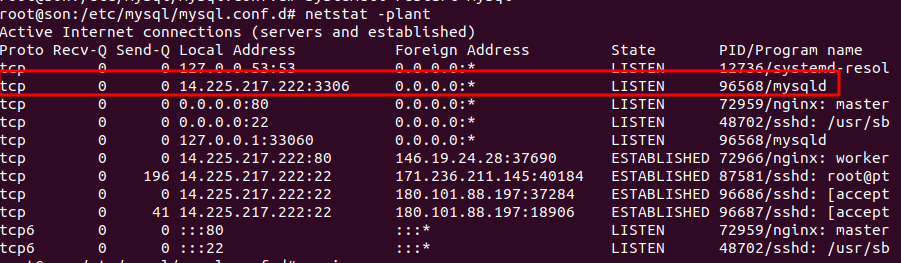 root@son:/etc/mysql/mysql.conf.d# netstat -plant
Active Internet connections (servers and established)
Proto Recv-Q Send-Q Local Address           Foreign Address         State       PID/Program name
tcp        0      0 127.0.0.53:53           0.0.0.0:*               LISTEN      12736/systemd-resol
tcp        0      0 14.225.217.222:3306     0.0.0.0:*               LISTEN      96568/mysqld
tcp        0      0 0.0.0.0:80              0.0.0.0:*               LISTEN      72959/nginx: master
tcp        0      0 0.0.0.0:22              0.0.0.0:*               LISTEN      48702/sshd: /usr/sb
tcp        0      0 127.0.0.1:33060         0.0.0.0:*               LISTEN      96568/mysqld
tcp        0      0 14.225.217.222:80       146.19.24.28:37690      ESTABLISHED 72966/nginx: worker
tcp        0    196 14.225.217.222:22       171.236.211.145:40184   ESTABLISHED 87581/sshd: root@pt
tcp        0      0 14.225.217.222:22       180.101.88.197:37284    ESTABLISHED 96686/sshd: [accept
tcp        0     41 14.225.217.222:22       180.101.88.197:18906    ESTABLISHED 96687/sshd: [accept
tcp6       0      0 :::80                   :::*                    LISTEN      72959/nginx: master
tcp6       0      0 :::22                   :::*                    LISTEN      48702/sshd: /usr/sb